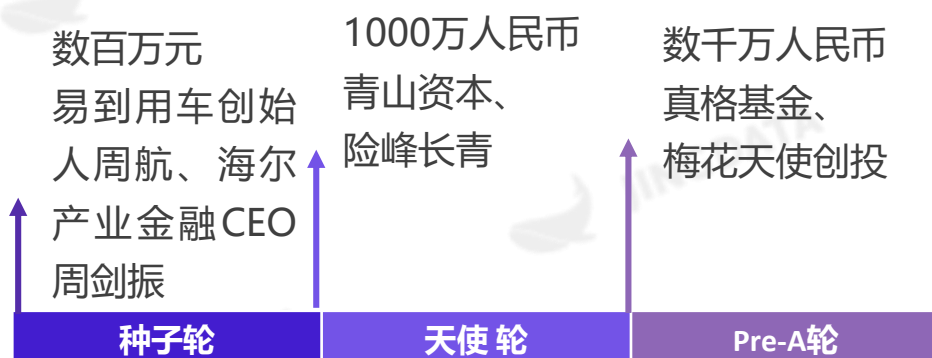 数百万元
易到用车创始
人周航、海尔
产业金融CEO
周剑振
1000万人民币
青山资本、
险峰长青
数千万人民币
真格基金、
梅花天使创投
种子轮
天使 轮
Pre-A轮